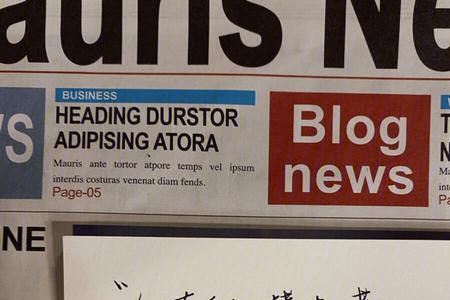 auris Ne
BUSINESS
HEADING DURSTOR
ADIPISING ATORA
Mauris ante tortor atpore temps vel ipsum
interdis costuras venenat diam fends.
Page-05
Blog
news
NE